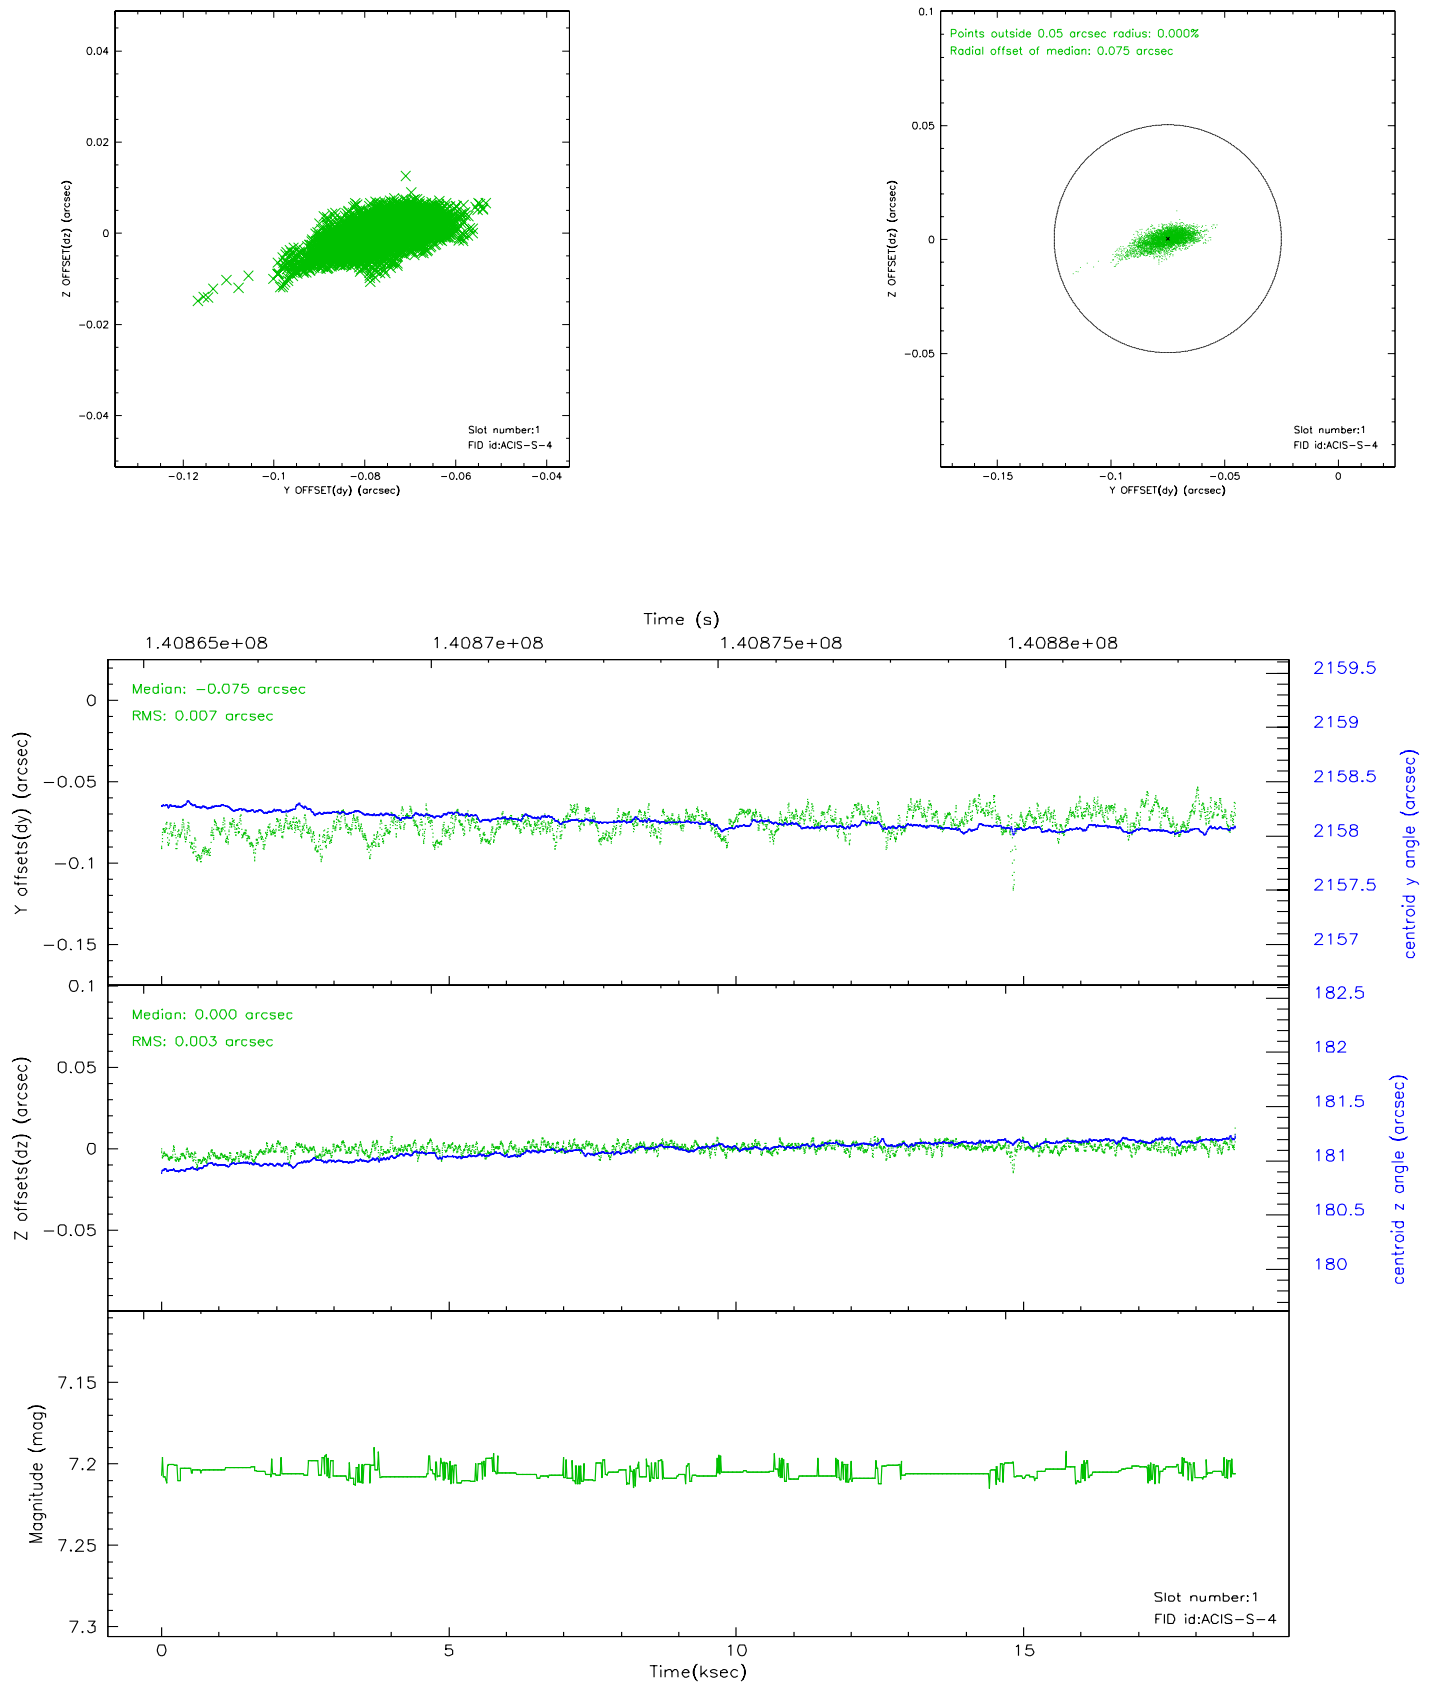 0.04
0.02
0
−0.02
−0.04
Z OFFSET(dz) (arcsec)
Slot number:1
FID id:ACIS−S−4
−0.12
−0.1
−0.08
−0.06
−0.04
Y OFFSET(dy) (arcsec)
0.1
Points outside 0.05 arcsec radius: 0.000%
Radial offset of median: 0.075 arcsec
0.05
0
−0.05
Z OFFSET(dz) (arcsec)
Slot number:1
FID id:ACIS−S−4
−0.15
−0.1
−0.05
0
Y OFFSET(dy) (arcsec)
Time (s)
1.40865e+08
1.4087e+08
1.40875e+08
1.4088e+08
Median: −0.075 arcsec
RMS: 0.007 arcsec
0
−0.05
−0.1
−0.15
Y offsets(dy) (arcsec)
2159.5
2159
2158.5
2158
2157.5
2157
centroid y angle (arcsec)
0.1
Median: 0.000 arcsec
RMS: 0.003 arcsec
0.05
0
−0.05
Z offsets(dz) (arcsec)
182.5
182
181.5
181
180.5
180
centroid z angle (arcsec)
7.15
7.2
7.25
7.3
Magnitude (mag)
Slot number:1
FID id:ACIS−S−4
0
5
10
15
Time(ksec)